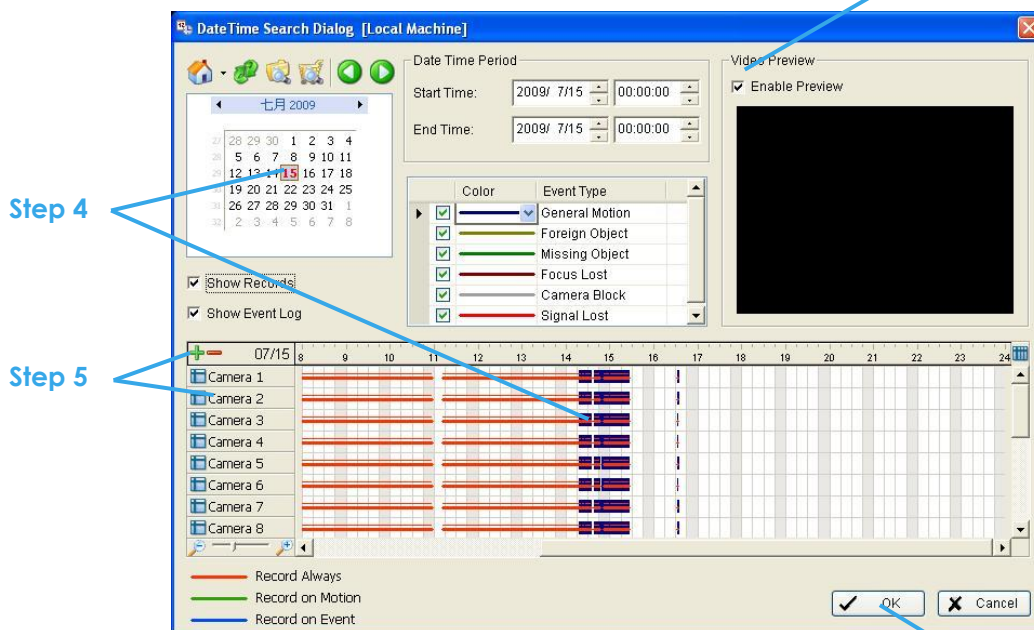 DateTime Search Dialog [Local Machine]
七月 2009
27 28 29 30 1 2 3 4
28 5 6 7 8 9 10 11
29 12 13 14 15 16 17 18
30 19 20 21 22 23 24 25
31 26 27 28 29 30 31 1
32 2 3 4 5 6 7 8
Show Records
Show Event Log
Date Time Period
Start Time: 2009/ 7/15 00:00:00
End Time: 2009/ 7/15 00:00:00
Color Event Type
General Motion
Foreign Object
Missing Object
Focus Lost
Camera Block
Signal Lost
Video Preview
Enable Preview
Step 4
Step 5
07/15 8 9 10 11 12 13 14 15 16 17 18 19 20 21 22 23 24
Camera 1
Camera 2
Camera 3
Camera 4
Camera 5
Camera 6
Camera 7
Camera 8
Record Always
Record on Motion
Record on Event
OK Cancel